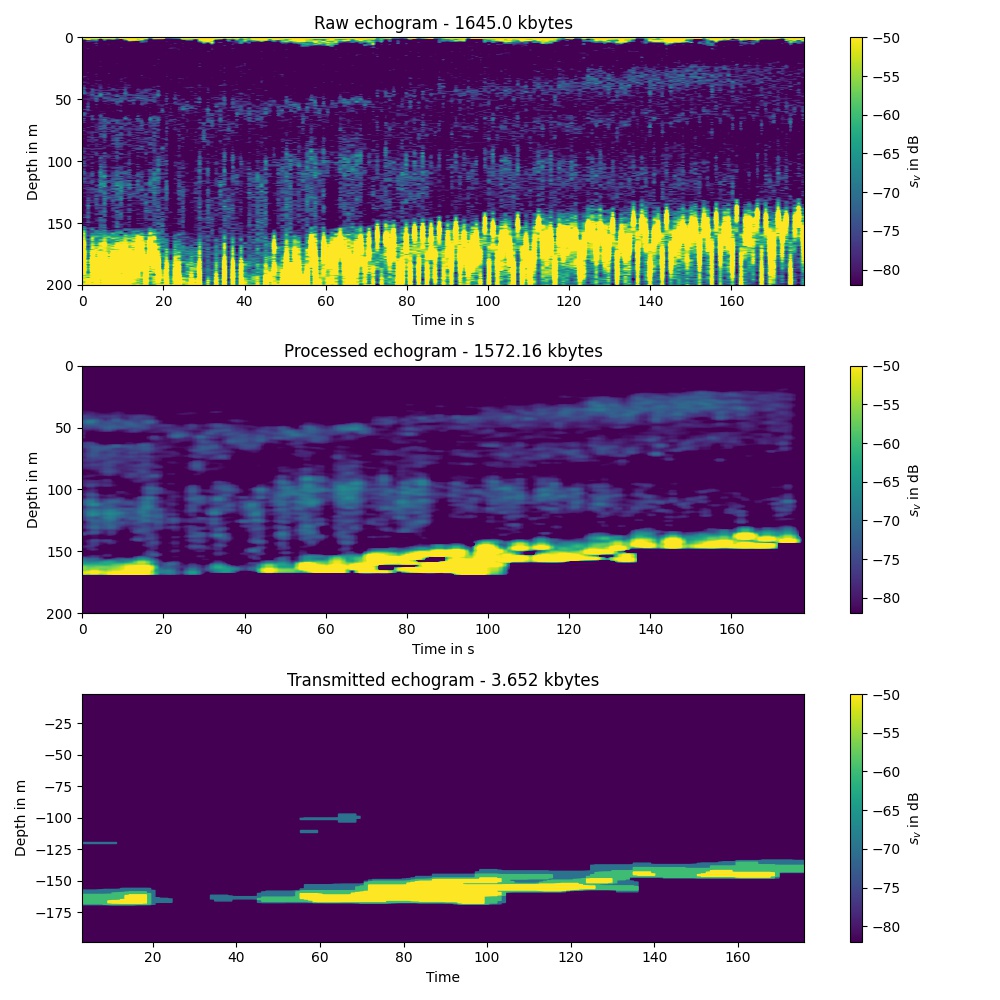 Raw echogram - 1645.0 kbytes
0
50
100
150
200
Depth in m
0 20 40 60 80 100 120 140 160
Time in s
−50
−55
−60
−65
−70
−75
−80
sv in dB
Processed echogram - 1572.16 kbytes
0
50
100
150
200
Depth in m
0 20 40 60 80 100 120 140 160
Time in s
−50
−55
−60
−65
−70
−75
−80
sv in dB
Transmitted echogram - 3.652 kbytes
−25
−50
−75
−100
−125
−150
−175
Depth in m
20 40 60 80 100 120 140 160
Time
−50
−55
−60
−65
−70
−75
−80
sv in dB